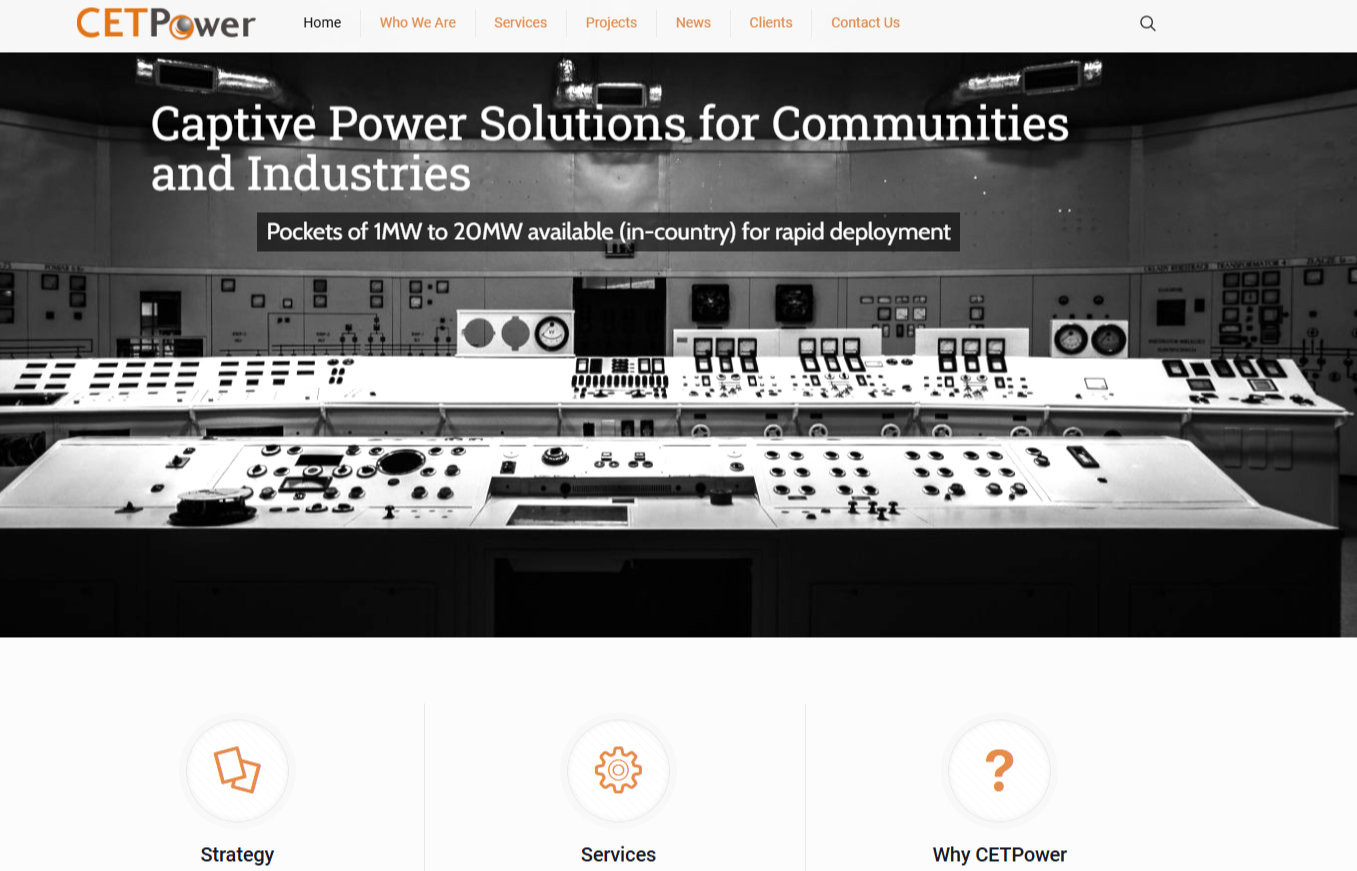 CETPower
Home
Who We Are
Services
Projects
News
Clients
Contact Us
Captive Power Solutions for Communities
and Industries
Pockets of 1MW to 20MW available (in-country) for rapid deployment
Strategy
Services
Why CETPower